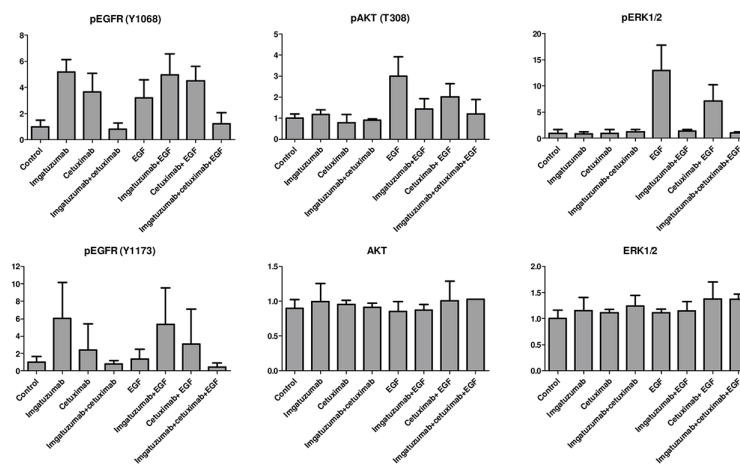 pEGFR (Y1068)
8
6
4
2
0
Control
Imgatuzumab
Cetuximab
Imgatuzumab+cetuximab
EGF
Imgatuzumab+EGF
Cetuximab+ EGF
Imgatuzumab+cetuximab+EGF
pAKT (T308)
5
4
3
2
1
0
Control
Imgatuzumab
Cetuximab
Imgatuzumab+cetuximab
EGF
Imgatuzumab+EGF
Cetuximab+ EGF
Imgatuzumab+cetuximab+EGF
pERK1/2
20
15
10
5
0
Control
Imgatuzumab
Cetuximab
Imgatuzumab+cetuximab
EGF
Imgatuzumab+EGF
Cetuximab+ EGF
Imgatuzumab+cetuximab+EGF
pEGFR (Y1173)
12
10
8
6
4
2
0
Control
Imgatuzumab
Cetuximab
Imgatuzumab+cetuximab
EGF
Imgatuzumab+EGF
Cetuximab+ EGF
Imgatuzumab+cetuximab+EGF
AKT
1.5
1.0
0.5
0.0
Control
Imgatuzumab
Cetuximab
Imgatuzumab+cetuximab
EGF
Imgatuzumab+EGF
Cetuximab+ EGF
Imgatuzumab+cetuximab+EGF
ERK1/2
2.0
1.5
1.0
0.5
0.0
Control
Imgatuzumab
Cetuximab
Imgatuzumab+cetuximab
EGF
Imgatuzumab+EGF
Cetuximab+ EGF
Imgatuzumab+cetuximab+EGF